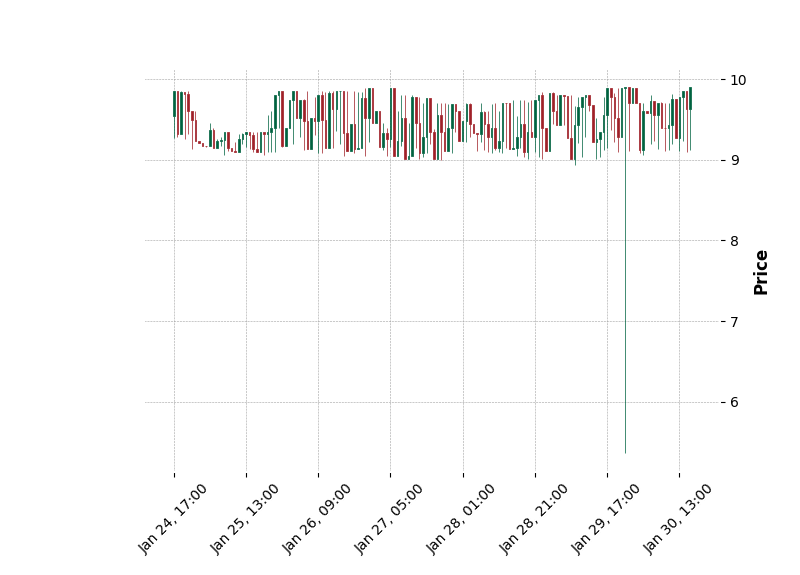 10
9
8
7
6
Price
Jan 24, 17:00
Jan 25, 13:00
Jan 26, 09:00
Jan 27, 05:00
Jan 28, 01:00
Jan 28, 21:00
Jan 29, 17:00
Jan 30, 13:00